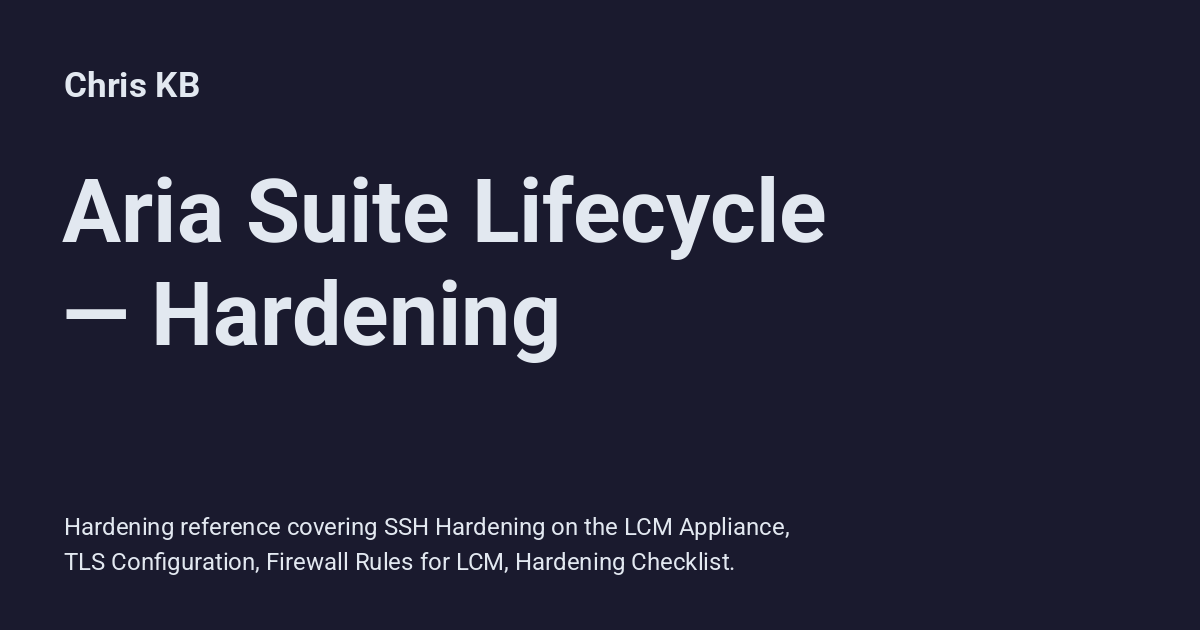 Chris KB
Aria Suite Lifecycle
— Hardening
Hardening reference covering SSH Hardening on the LCM Appliance,
TLS Configuration, Firewall Rules for LCM, Hardening Checklist.